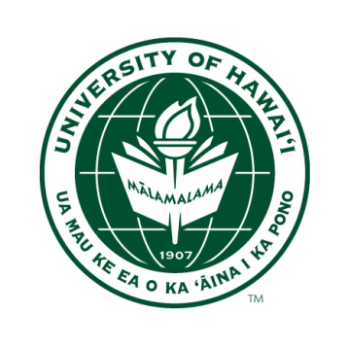 UNIVERSITY OF HAWAIʻI
MĀLAMALAMA
1907
UA MAU KE EA O KA ʻĀINA I KA PONO
TM